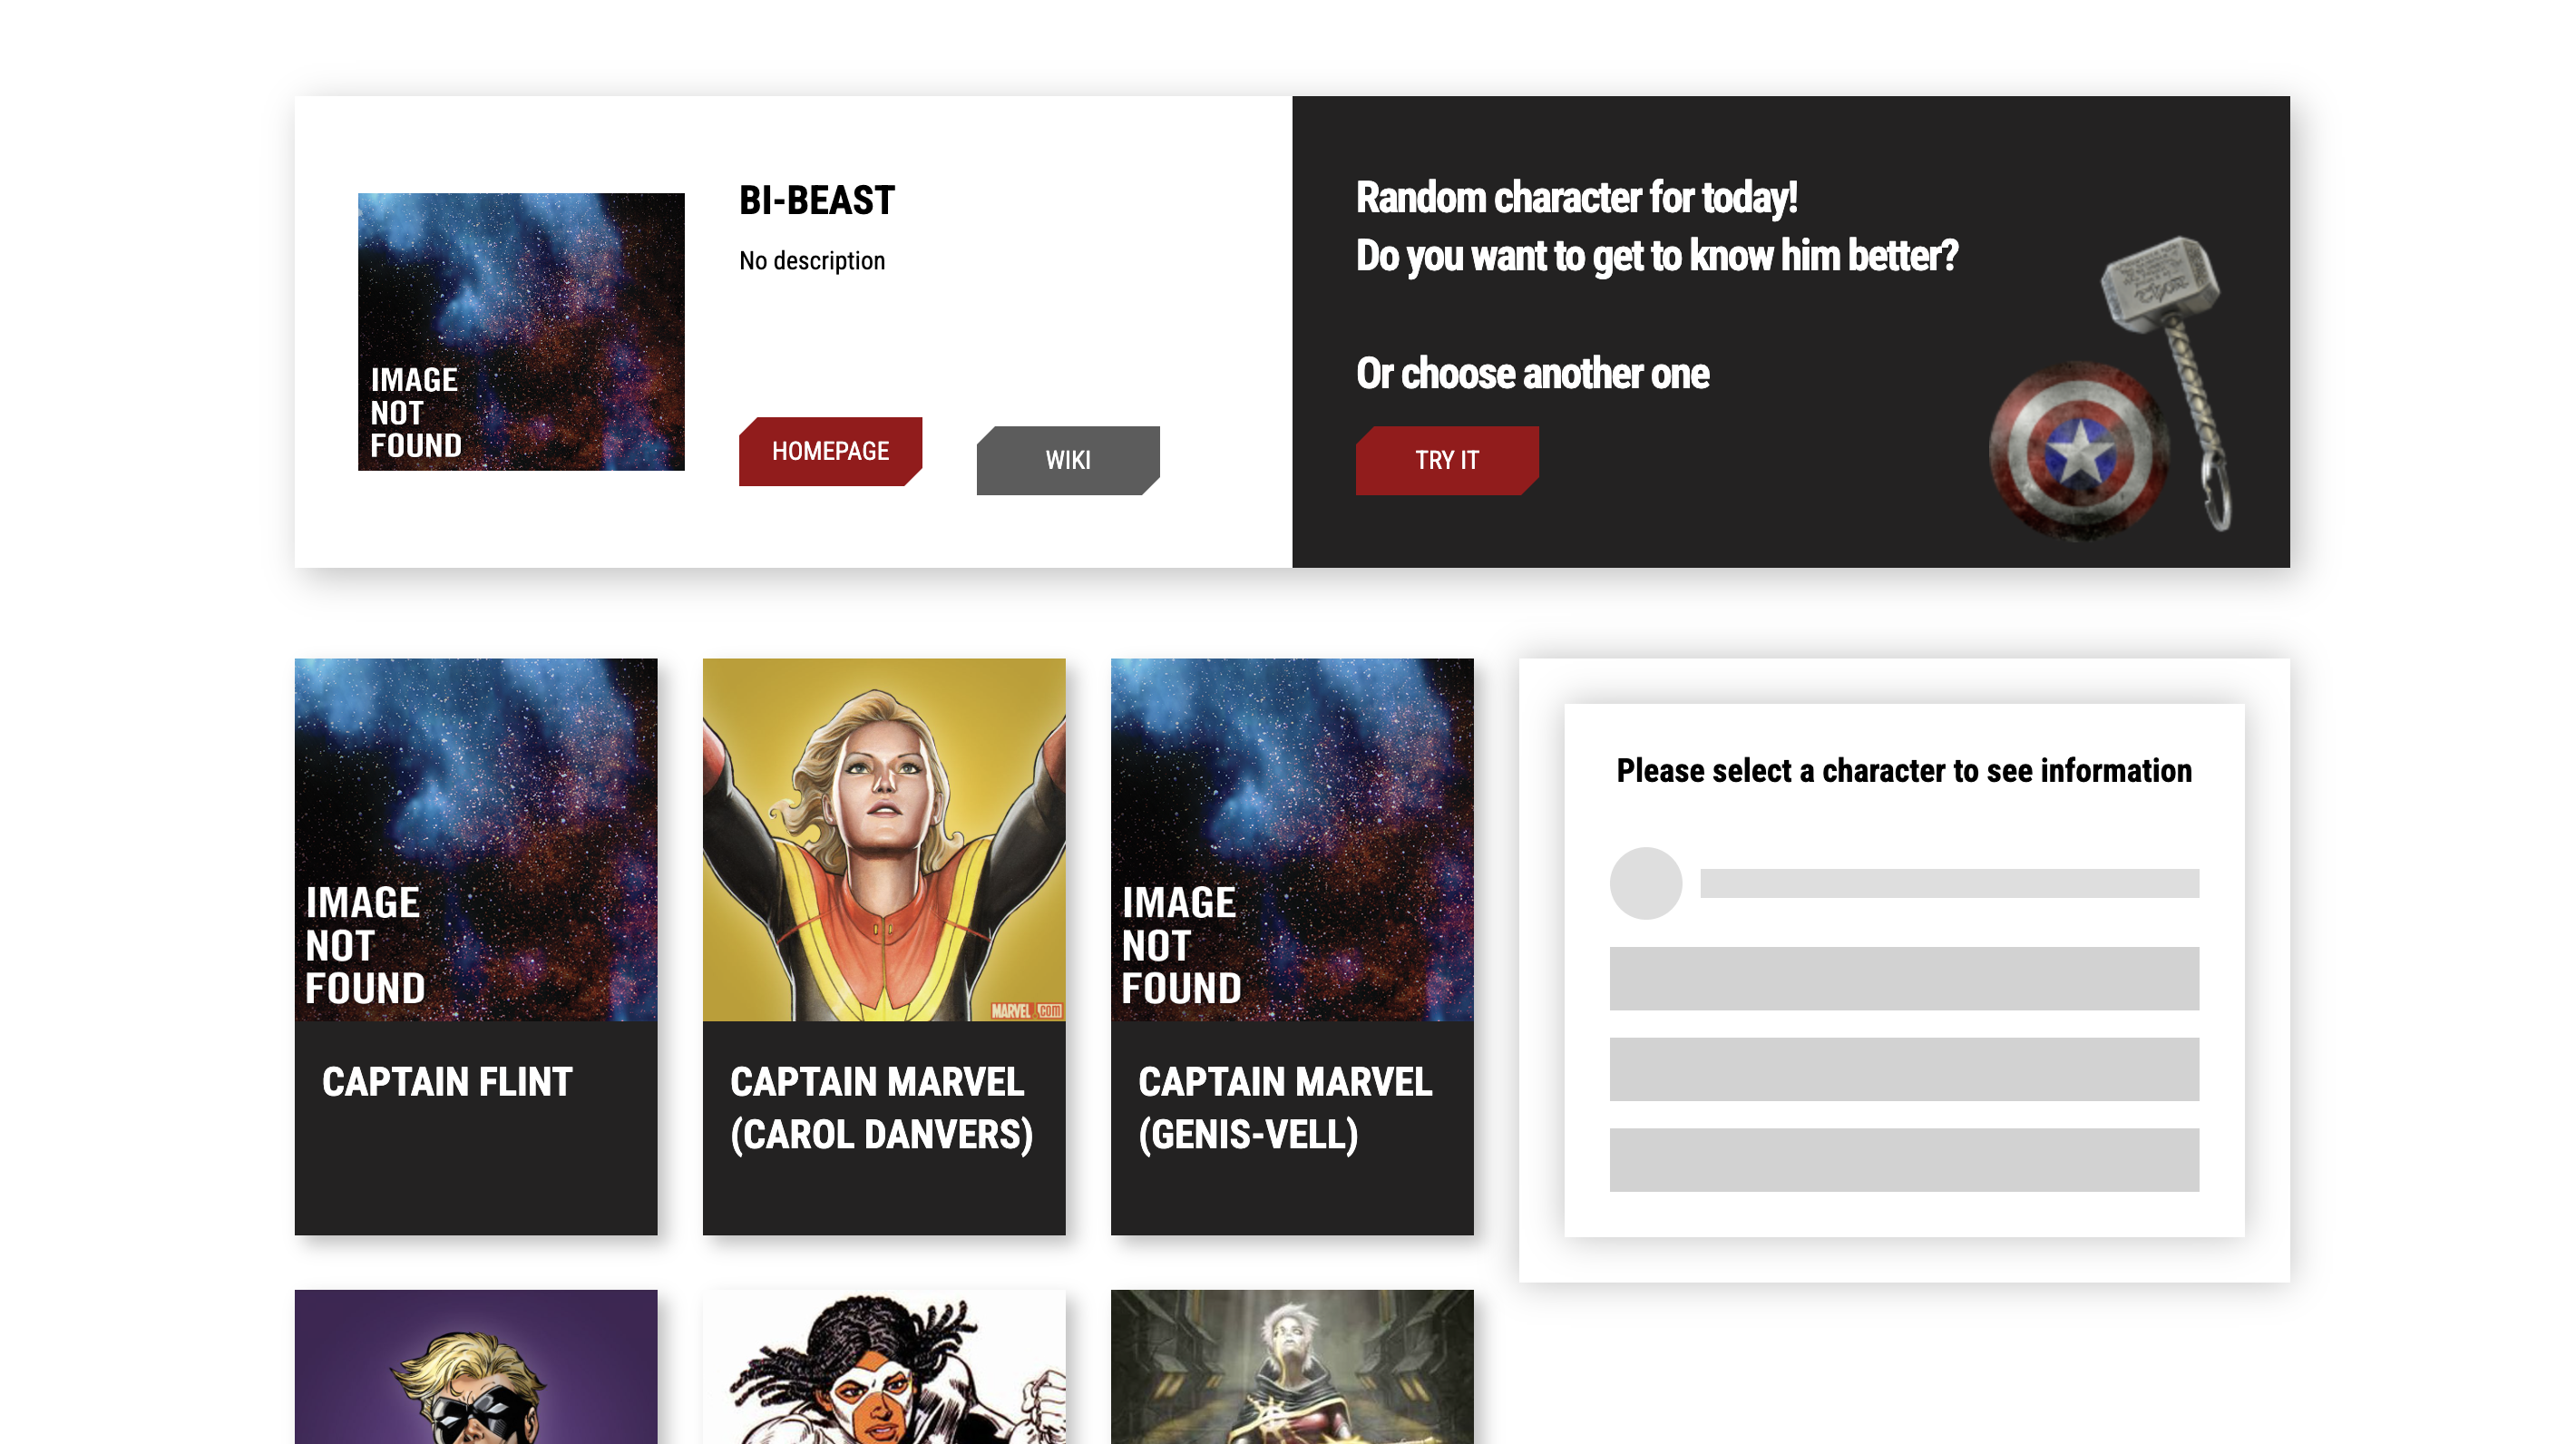 BI-BEAST
No description
IMAGE
NOT
FOUND
HOMEPAGE
WIKI
Random character for today!
Do you want to get to know him better?
Or choose another one
TRY IT
IMAGE
NOT
FOUND
CAPTAIN FLINT
MARVEL.com
CAPTAIN MARVEL
(CAROL DANVERS)
IMAGE
NOT
FOUND
CAPTAIN MARVEL
(GENIS-VELL)
Please select a character to see information